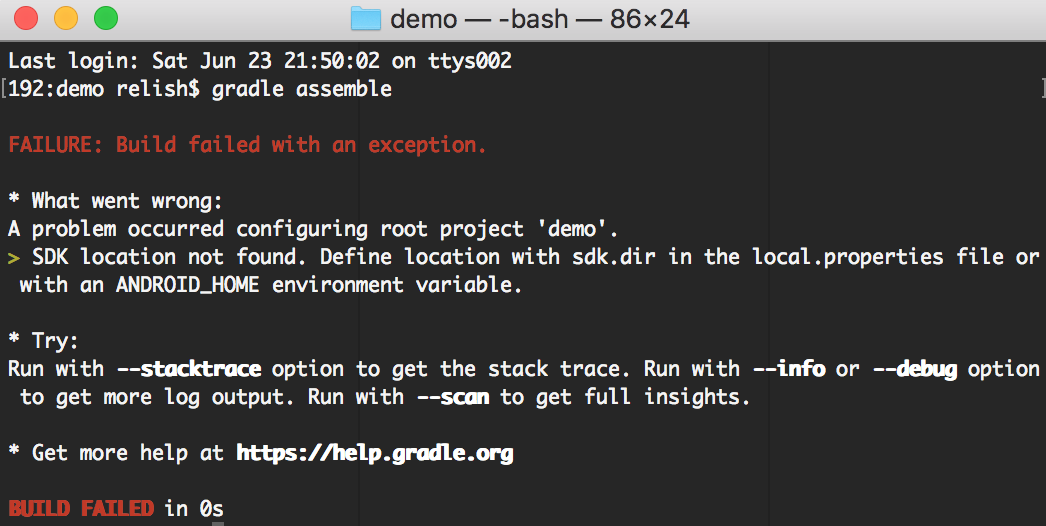 demo — -bash — 86×24
Last login: Sat Jun 23 21:50:02 on ttys002
[192:demo relish$ gradle assemble ]
FAILURE: Build failed with an exception.
* What went wrong:
A problem occurred configuring root project 'demo'.
> SDK location not found. Define location with sdk.dir in the local.properties file or
with an ANDROID_HOME environment variable.
* Try:
Run with --stacktrace option to get the stack trace. Run with --info or --debug option
to get more log output. Run with --scan to get full insights.
* Get more help at https://help.gradle.org
BUILD FAILED in 0s